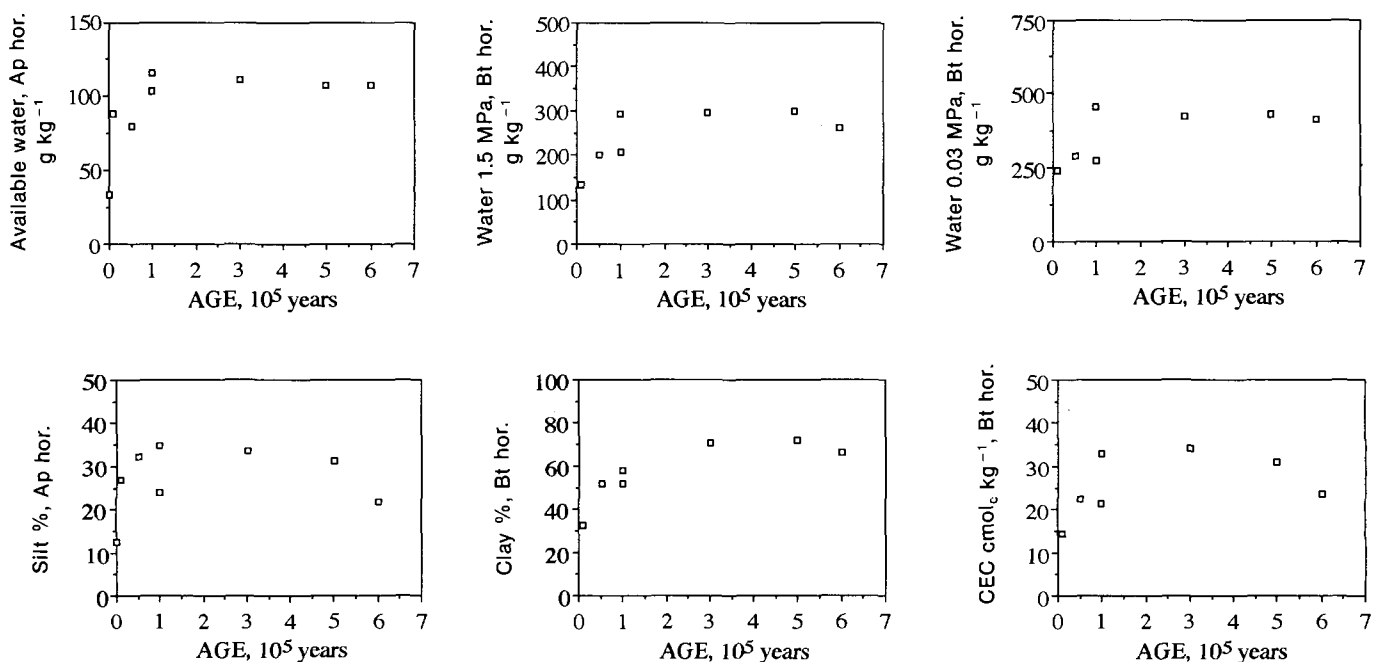 Available water, Ap hor.
g kg⁻¹
150
100
50
0
0 1 2 3 4 5 6 7
AGE, 10⁵ years
Water 1.5 MPa, Bt hor.
g kg⁻¹
500
400
300
200
100
0
0 1 2 3 4 5 6 7
AGE, 10⁵ years
Water 0.03 MPa, Bt hor.
g kg⁻¹
750
500
250
0
0 1 2 3 4 5 6 7
AGE, 10⁵ years
Silt %, Ap hor.
50
40
30
20
10
0
0 1 2 3 4 5 6 7
AGE, 10⁵ years
Clay %, Bt hor.
100
80
60
40
20
0
0 1 2 3 4 5 6 7
AGE, 10⁵ years
CEC cmol꜀ kg⁻¹, Bt hor.
50
40
30
20
10
0
0 1 2 3 4 5 6 7
AGE, 10⁵ years